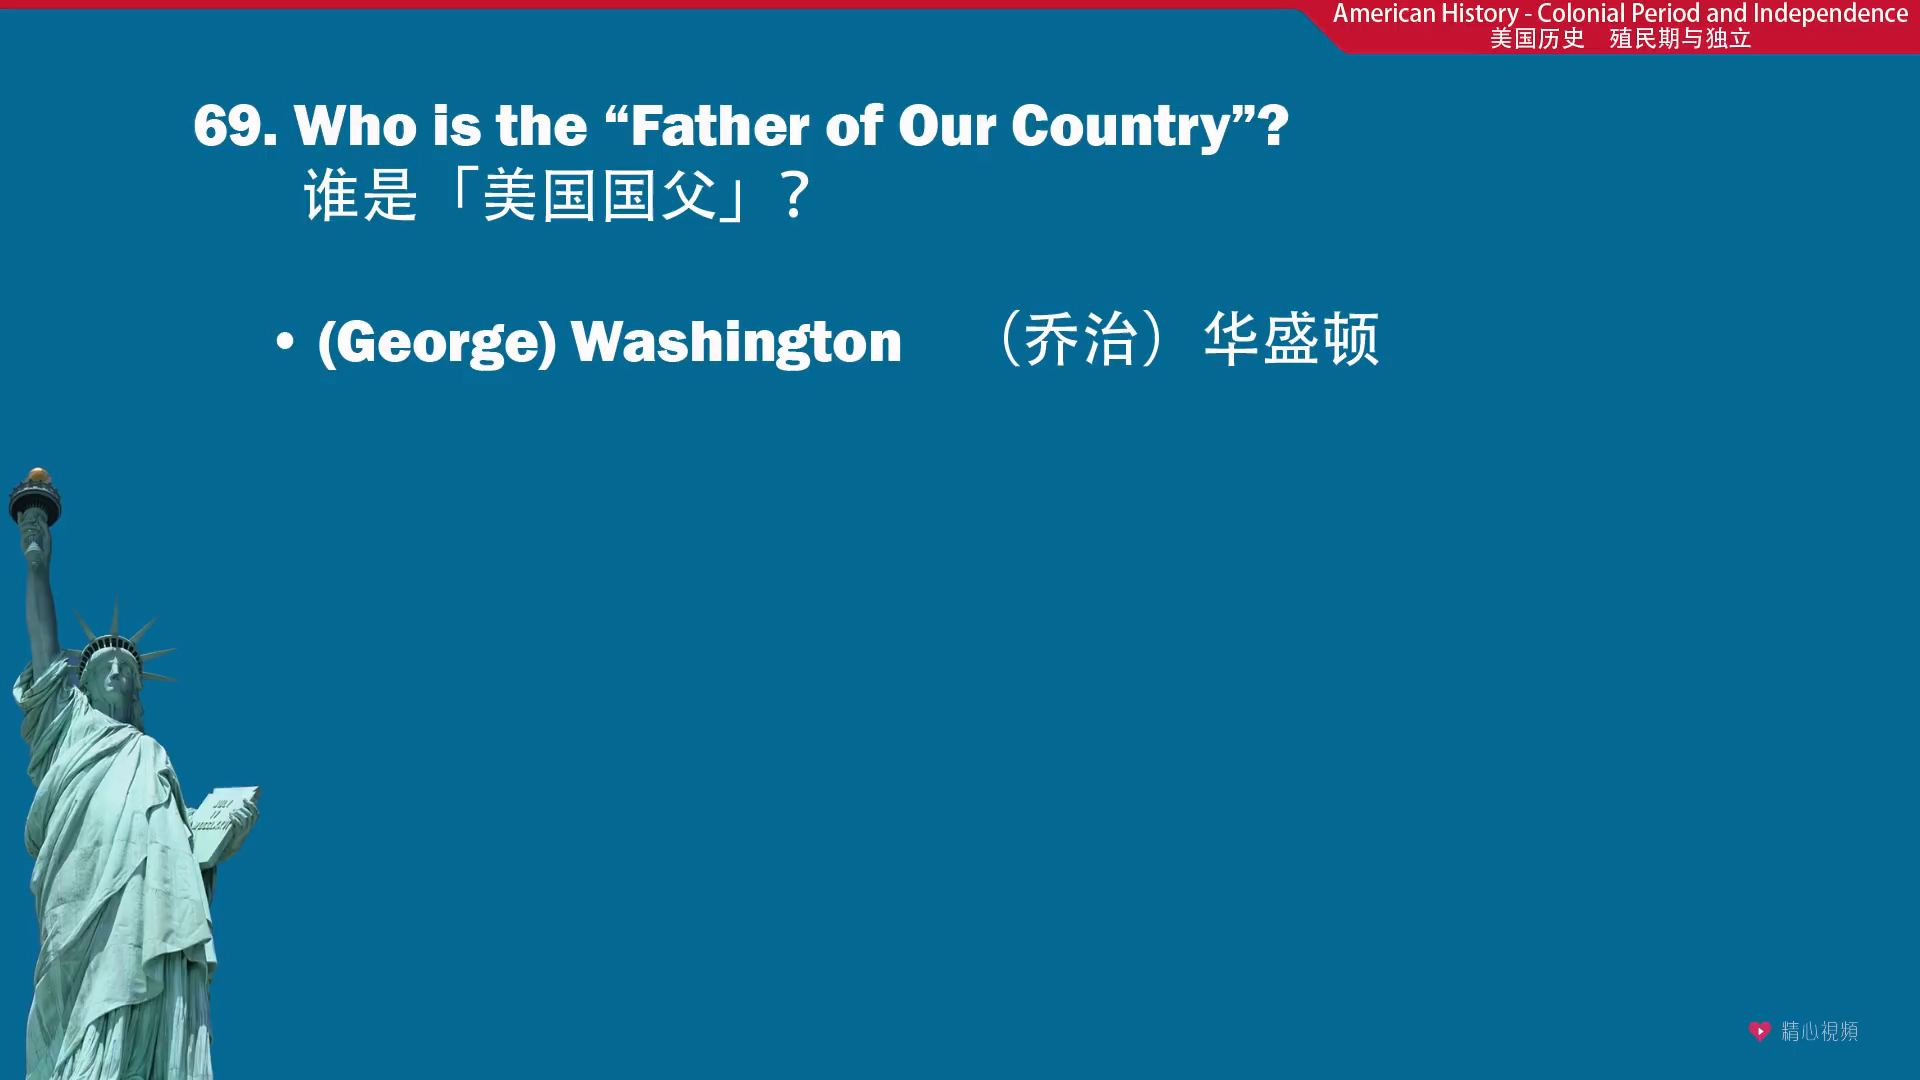 American History - Colonial Period and Independence
美国历史 殖民期与独立
69. Who is the “Father of Our Country”?
谁是「美国国父」？
• (George) Washington （乔治）华盛顿
JULY
IV
精心視頻